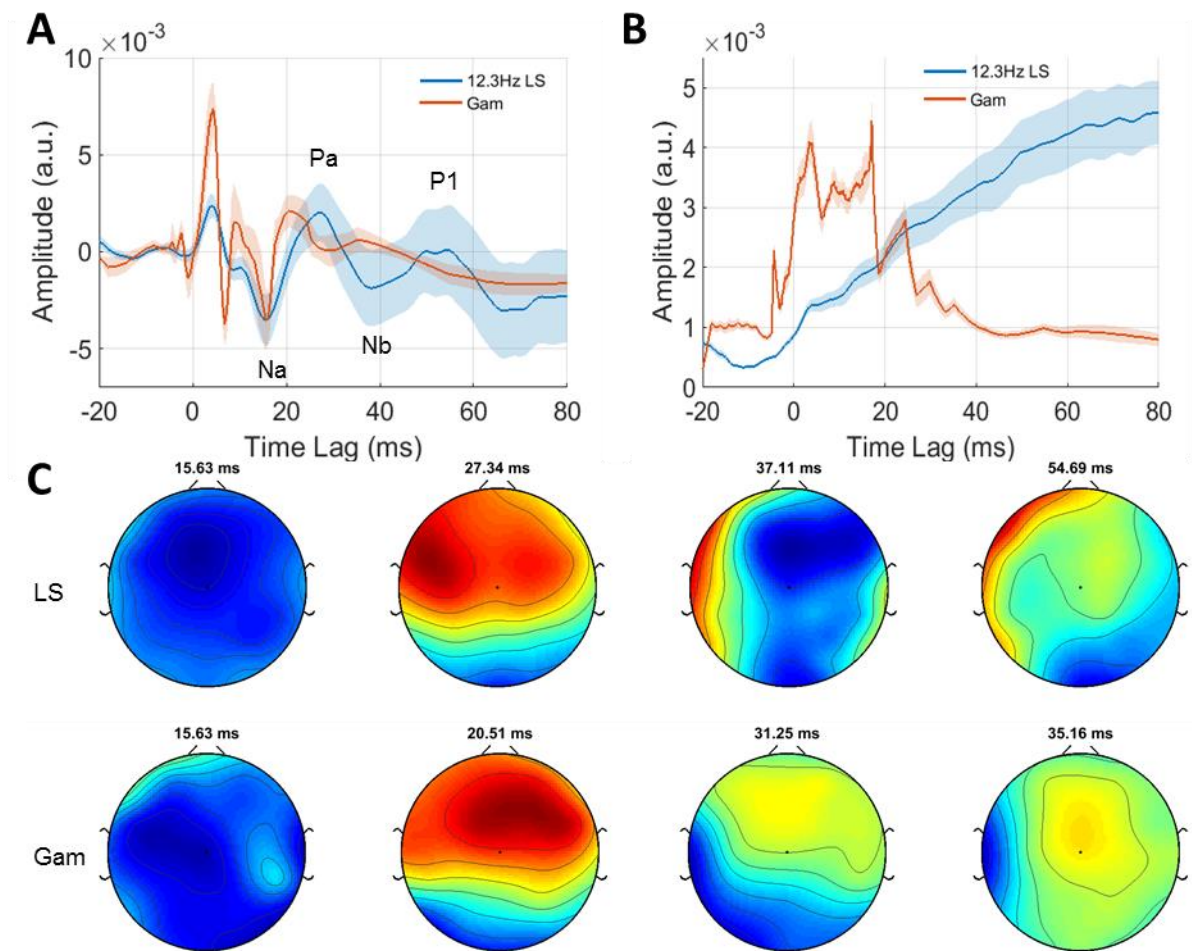 A
×10⁻³
12.3Hz LS
Gam
Amplitude (a.u.)
10
5
0
-5
Pa
P1
Na
Nb
-20 0 20 40 60 80
Time Lag (ms)
B
×10⁻³
12.3Hz LS
Gam
Amplitude (a.u.)
5
4
3
2
1
0
-20 0 20 40 60 80
Time Lag (ms)
C
15.63 ms 27.34 ms 37.11 ms 54.69 ms
LS
15.63 ms 20.51 ms 31.25 ms 35.16 ms
Gam